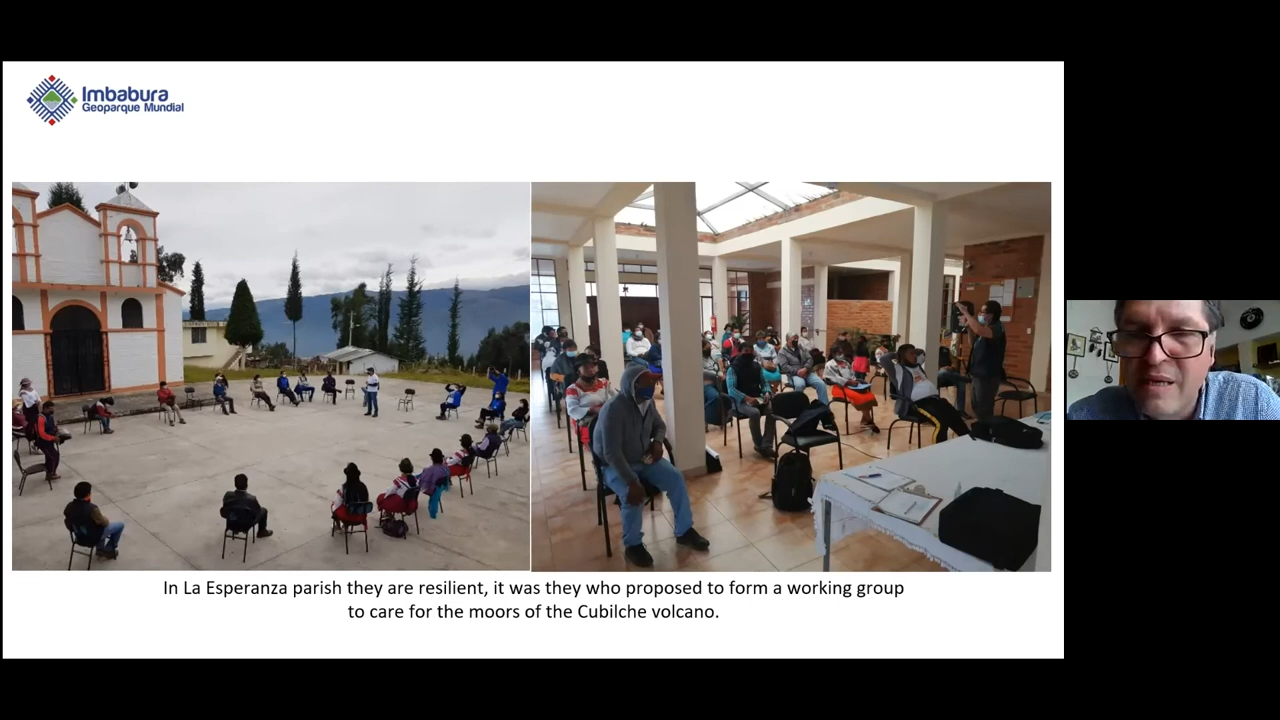 Imbabura
Geoparque Mundial
In La Esperanza parish they are resilient, it was they who proposed to form a working group
to care for the moors of the Cubilche volcano.